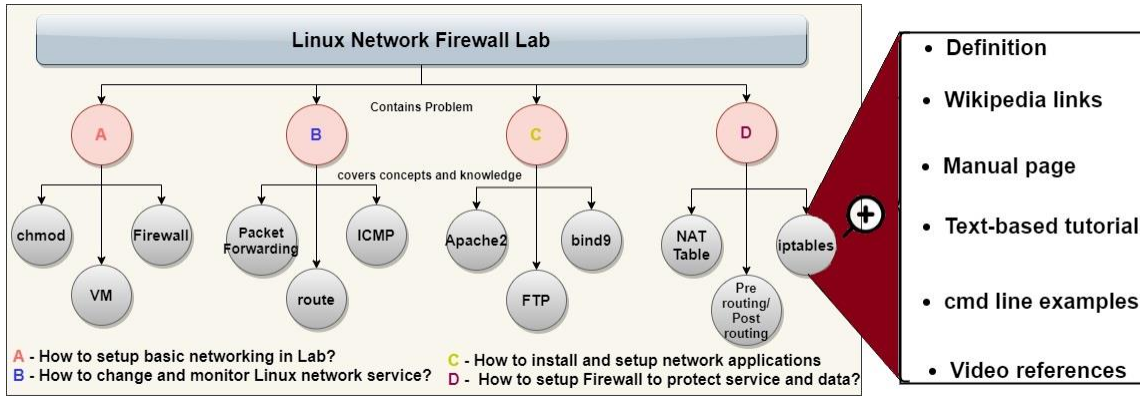 Linux Network Firewall Lab
Contains Problem
A
B
C
D
covers concepts and knowledge
chmod
VM
Firewall
Packet
Forwarding
route
ICMP
Apache2
FTP
bind9
NAT
Table
Pre
routing/
Post
routing
iptables
A - How to setup basic networking in Lab?
B - How to change and monitor Linux network service?
C - How to install and setup network applications
D - How to setup Firewall to protect service and data?
• Definition
• Wikipedia links
• Manual page
• Text-based tutorial
• cmd line examples
• Video references